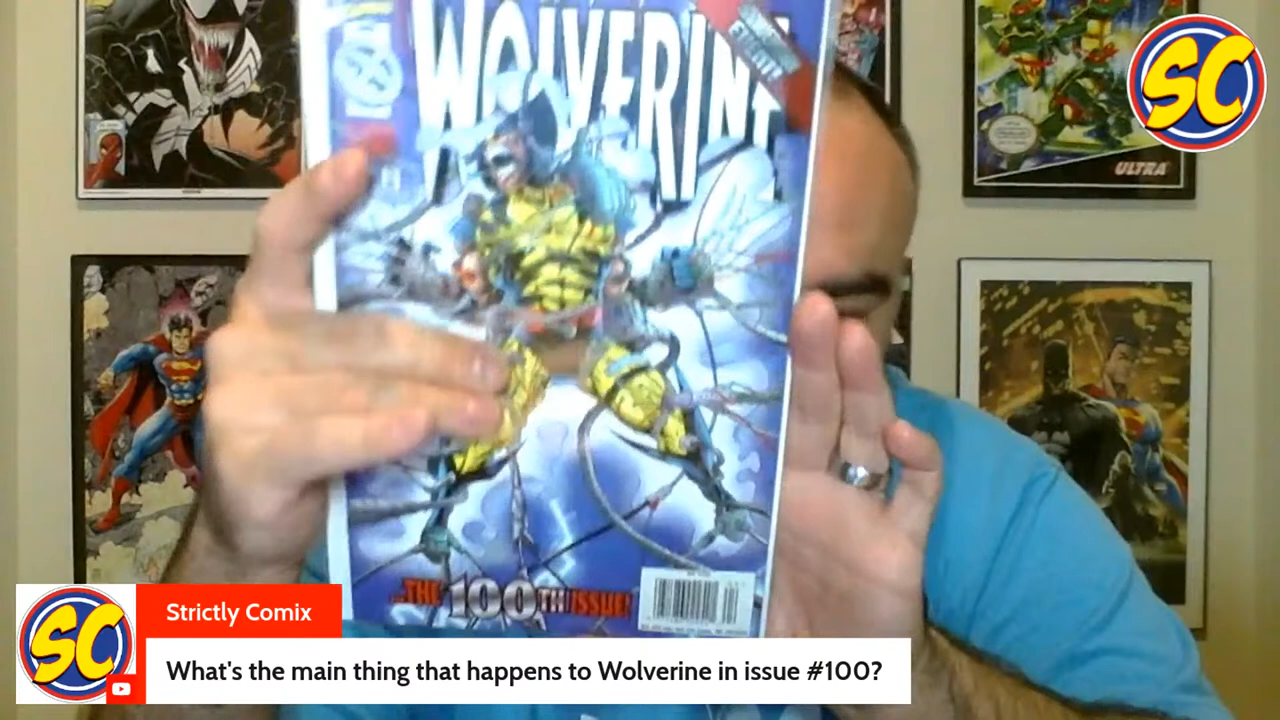 WOLVERINE
SC
ULTRA
...THE 100TH ISSUE!
SC
Strictly Comix
What's the main thing that happens to Wolverine in issue #100?